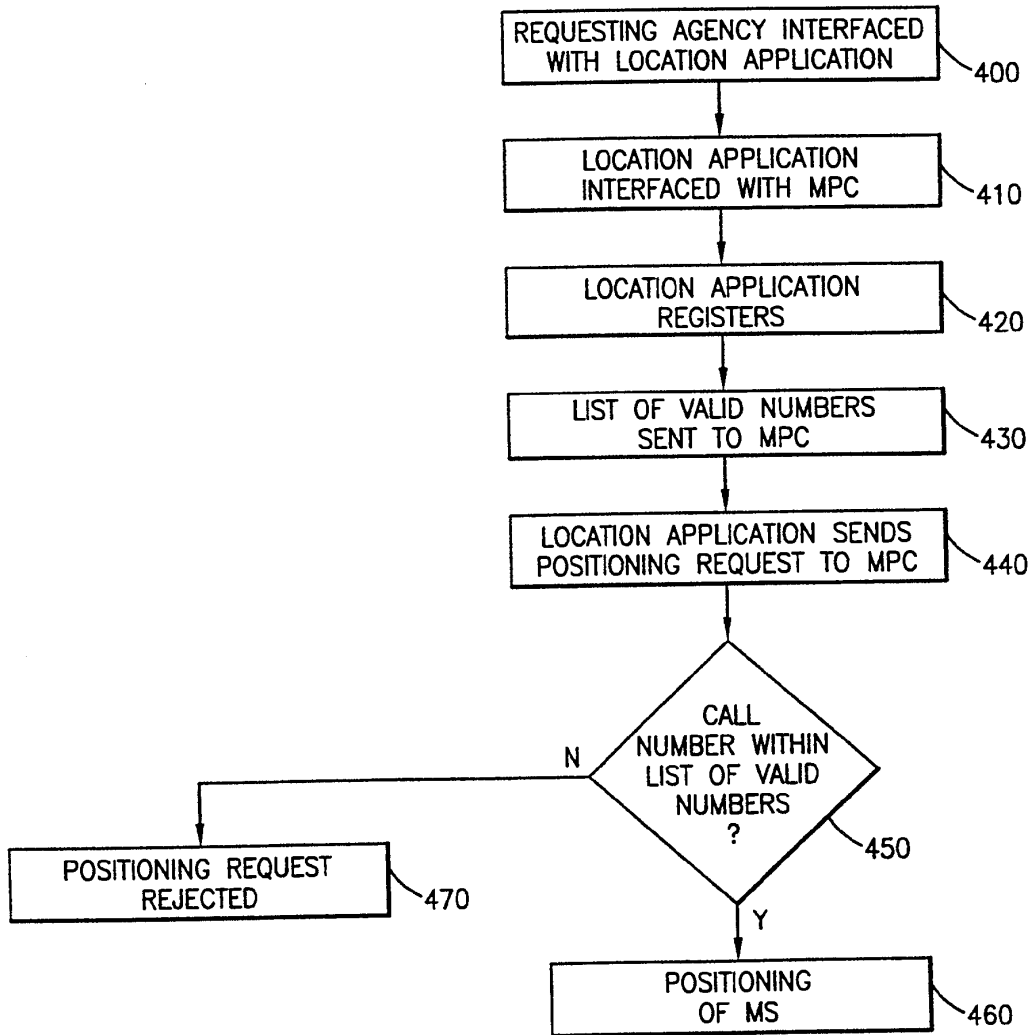 REQUESTING AGENCY INTERFACED
WITH LOCATION APPLICATION
400
LOCATION APPLICATION
INTERFACED WITH MPC
410
LOCATION APPLICATION
REGISTERS
420
LIST OF VALID NUMBERS
SENT TO MPC
430
LOCATION APPLICATION SENDS
POSITIONING REQUEST TO MPC
440
CALL
NUMBER WITHIN
LIST OF VALID
NUMBERS
?
450
N
POSITIONING REQUEST
REJECTED
470
Y
POSITIONING
OF MS
460